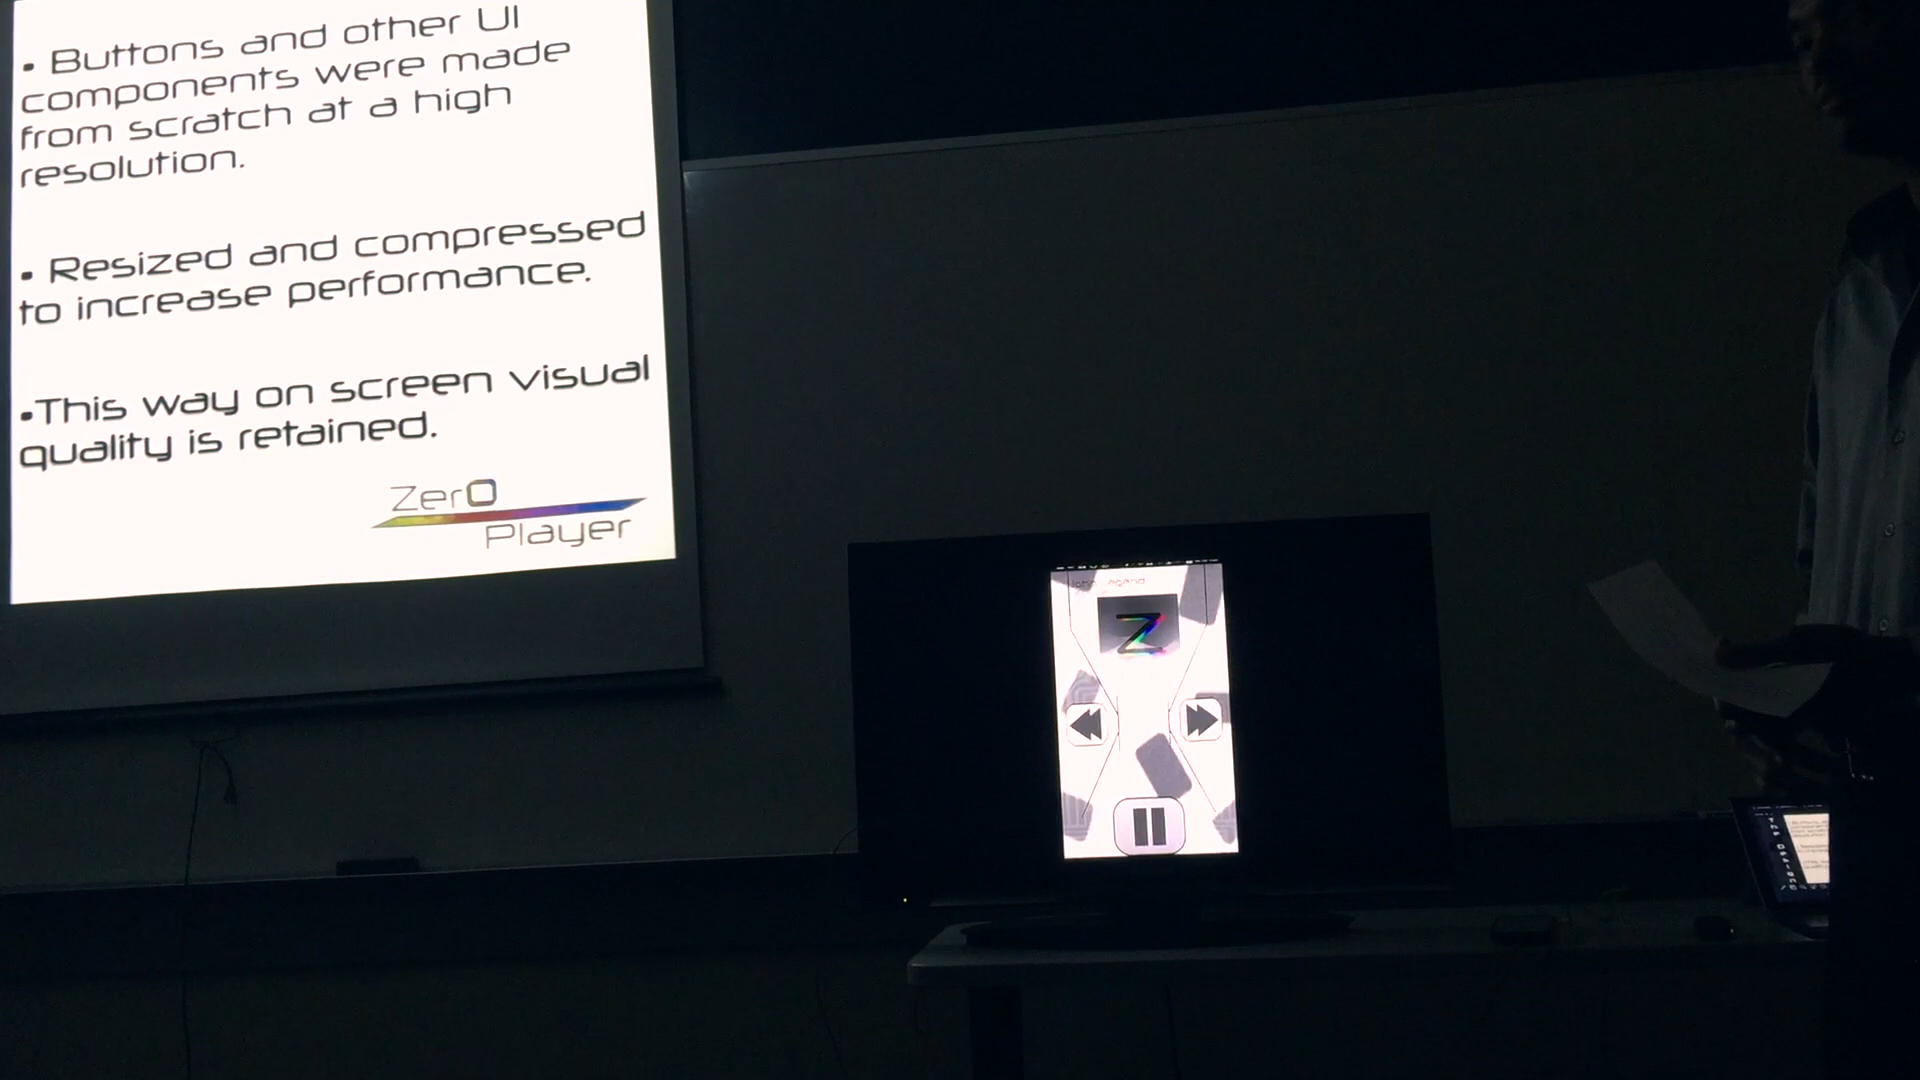 • Buttons and other UI
components were made
from scratch at a high
resolution.
• Resized and compressed
to increase performance.
•This way on screen visual
quality is retained.
ZerO
Player
Z